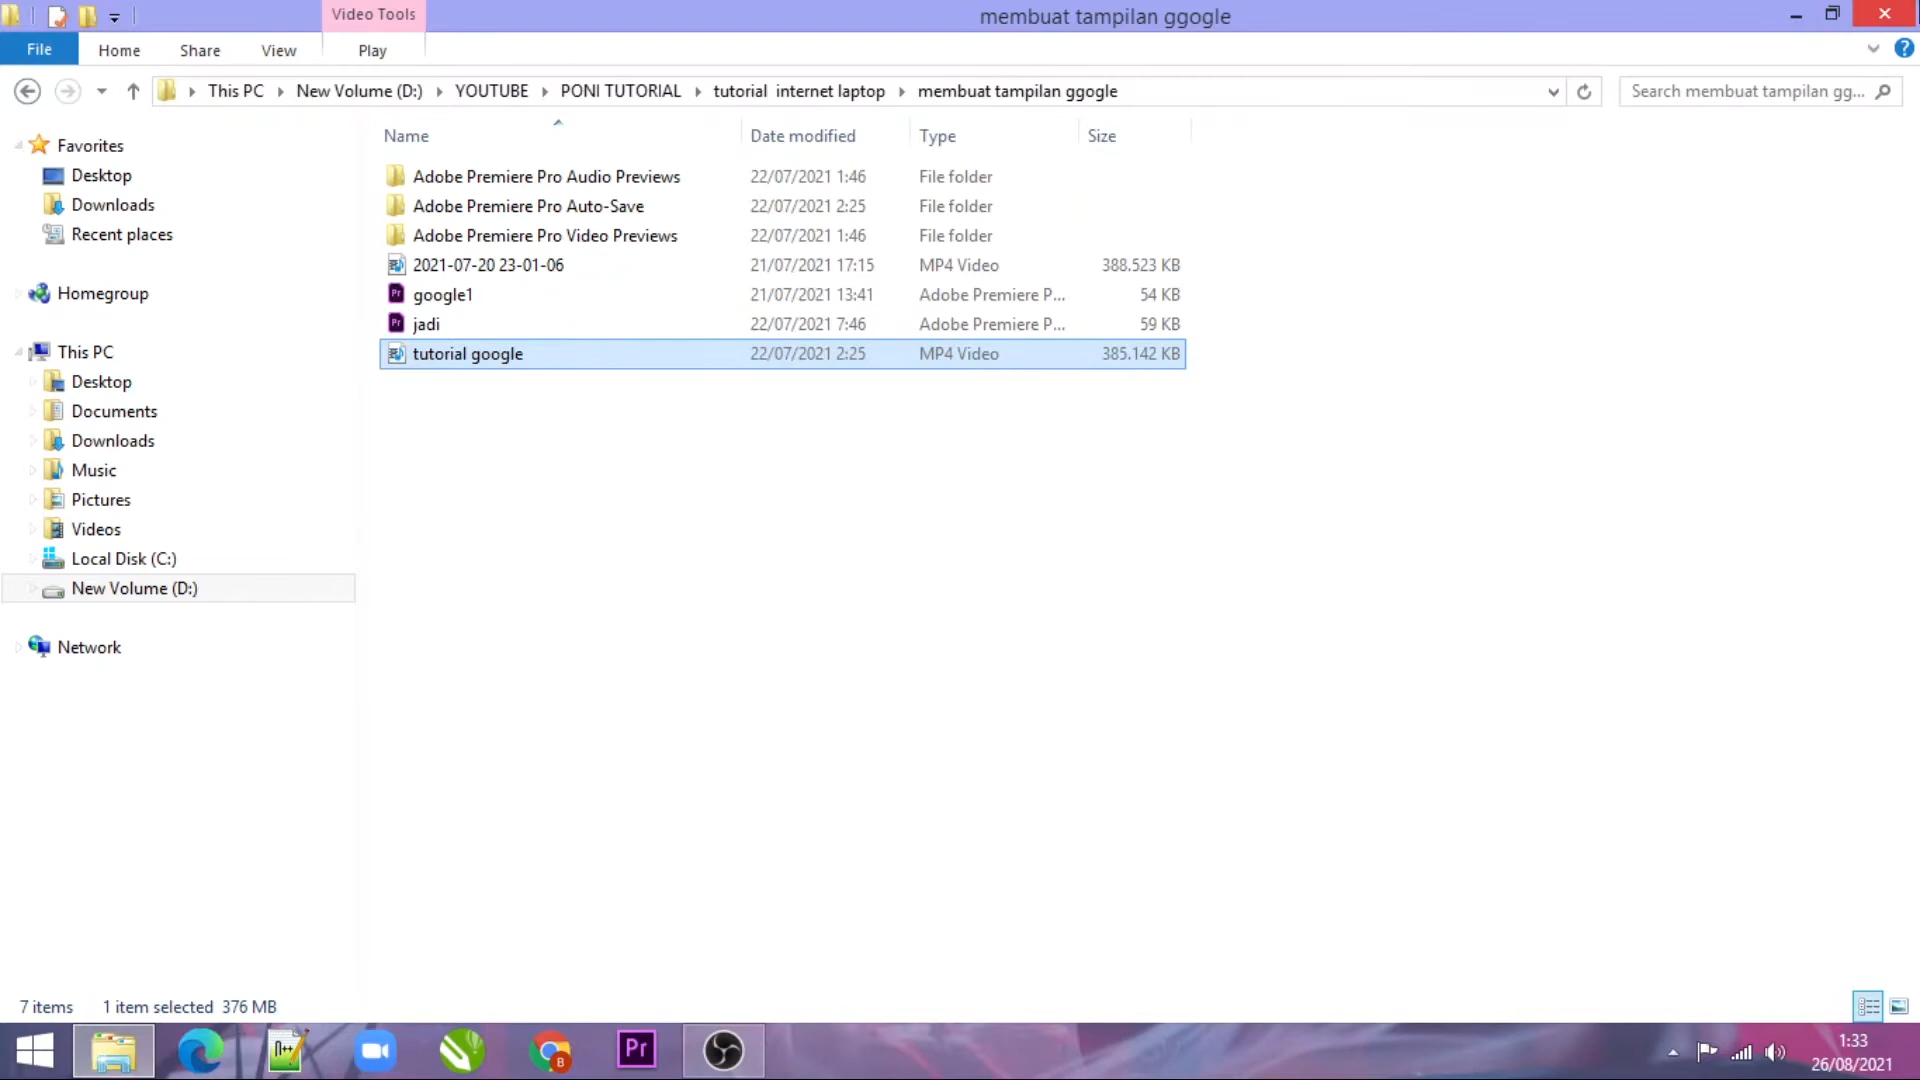 Video Tools
membuat tampilan ggogle
File Home Share View Play
This PC New Volume (D:) YOUTUBE PONI TUTORIAL tutorial internet laptop membuat tampilan ggogle
Search membuat tampilan gg...
Favorites
Desktop
Downloads
Recent places
Homegroup
This PC
Desktop
Documents
Downloads
Music
Pictures
Videos
Local Disk (C:)
New Volume (D:)
Network
Name Date modified Type Size
Adobe Premiere Pro Audio Previews 22/07/2021 1:46 File folder
Adobe Premiere Pro Auto-Save 22/07/2021 2:25 File folder
Adobe Premiere Pro Video Previews 22/07/2021 1:46 File folder
2021-07-20 23-01-06 21/07/2021 17:15 MP4 Video 388.523 KB
google1 21/07/2021 13:41 Adobe Premiere P... 54 KB
jadi 22/07/2021 7:46 Adobe Premiere P... 59 KB
tutorial google 22/07/2021 2:25 MP4 Video 385.142 KB
7 items 1 item selected 376 MB
Pr
1:33
26/08/2021